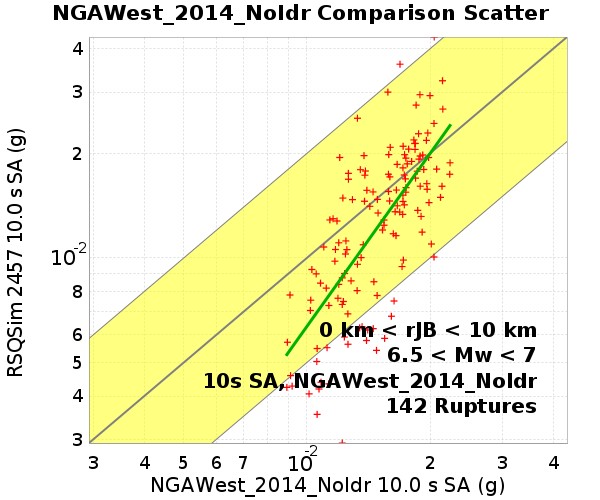 NGAWest_2014_NoIdr Comparison Scatter
RSQSim 2457 10.0 s SA (g)
4
3
2
10-2
8
7
6
5
4
3
0 km < rJB < 10 km
6.5 < Mw < 7
10s SA, NGAWest_2014_NoIdr
142 Ruptures
3 4 5 6 7 10-2 2 3 4
NGAWest_2014_NoIdr 10.0 s SA (g)